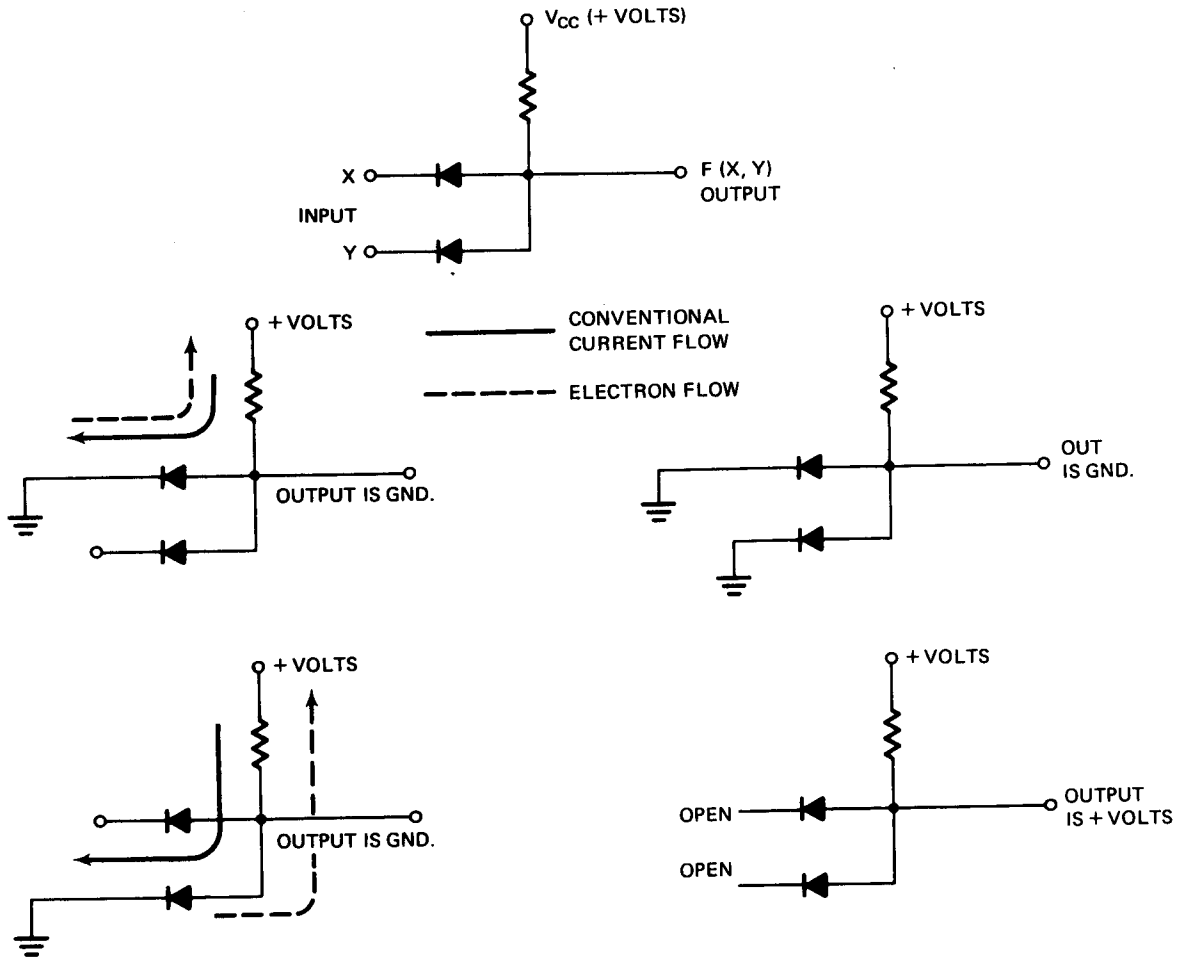 V_CC (+ VOLTS)
X
F (X, Y)
OUTPUT
INPUT
Y
+ VOLTS
CONVENTIONAL
CURRENT FLOW
ELECTRON FLOW
OUTPUT IS GND.
+ VOLTS
OUT
IS GND.
+ VOLTS
OUTPUT IS GND.
+ VOLTS
OPEN
OPEN
OUTPUT
IS + VOLTS